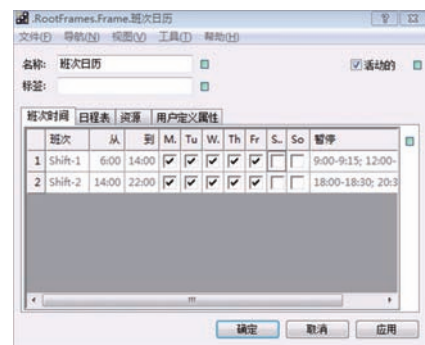 .RootFrames.Frame.班次日历
文件(F) 导航(N) 视图(V) 工具(T) 帮助(H)
名称: 班次日历 活动的
标签:
班次时间 日程表 资源 用户定义属性
班次 从 到 M. Tu W. Th Fr S.. So 暂停
1 Shift-1 6:00 14:00 9:00-9:15; 12:00-
2 Shift-2 14:00 22:00 18:00-18:30; 20:3
确定 取消 应用